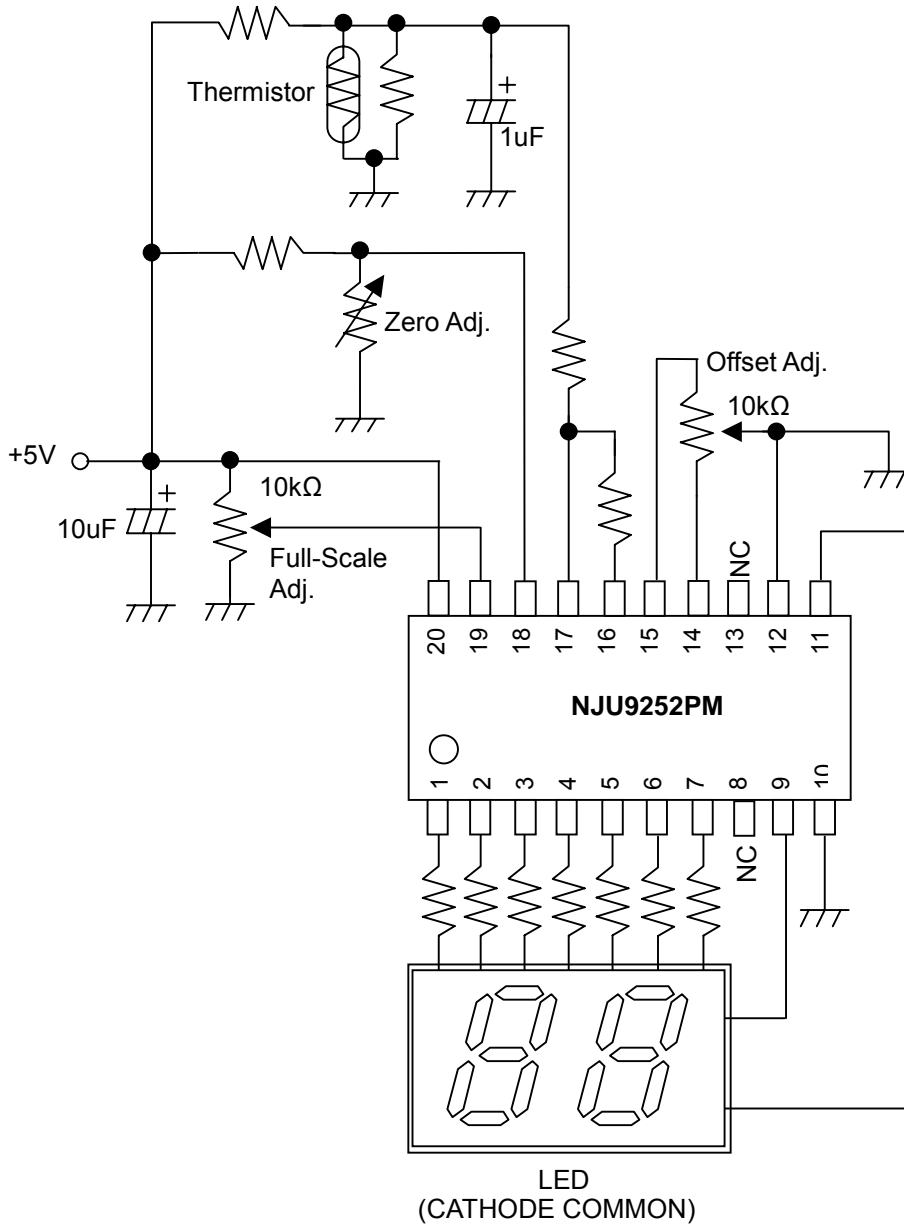 Thermistor
+
1uF
Zero Adj.
Offset Adj.
10kΩ
+5V
+
10uF
10kΩ
Full-Scale
Adj.
NC
20 19 18 17 16 15 14 13 12 11
NJU9252PM
1 2 3 4 5 6 7 8 9 10
NC
LED
(CATHODE COMMON)